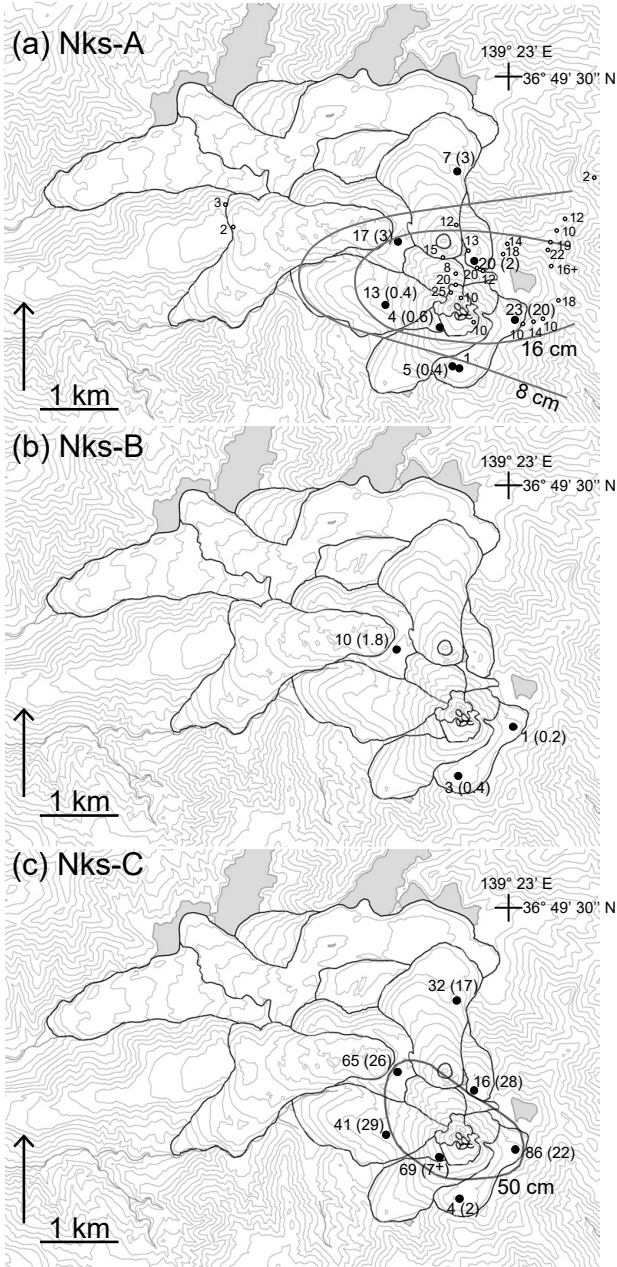 (a) Nks-A
139° 23' E
36° 49' 30'' N
7 (3)
2
3
2
12
12
10
17 (3)
14
19
13
18
22
15
20 (2)
16+
8
20
12
20
25
10
13 (0.4)
18
4 (0.6)
23 (20)
10
10
14
10
16 cm
1
5 (0.4)
8 cm
1 km
(b) Nks-B
139° 23' E
36° 49' 30'' N
10 (1.8)
1 (0.2)
3 (0.4)
1 km
(c) Nks-C
139° 23' E
36° 49' 30'' N
32 (17)
65 (26)
16 (28)
41 (29)
86 (22)
69 (7+)
50 cm
4 (2)
1 km